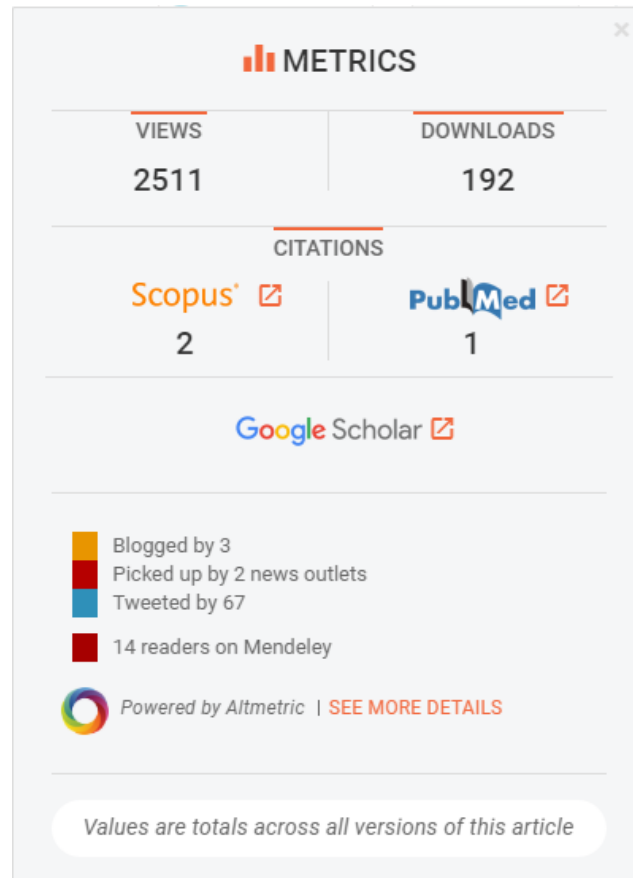 METRICS
VIEWS
DOWNLOADS
2511
192
CITATIONS
Scopus®
PubMed
2
1
Google Scholar
Blogged by 3
Picked up by 2 news outlets
Tweeted by 67
14 readers on Mendeley
Powered by Altmetric | SEE MORE DETAILS
Values are totals across all versions of this article